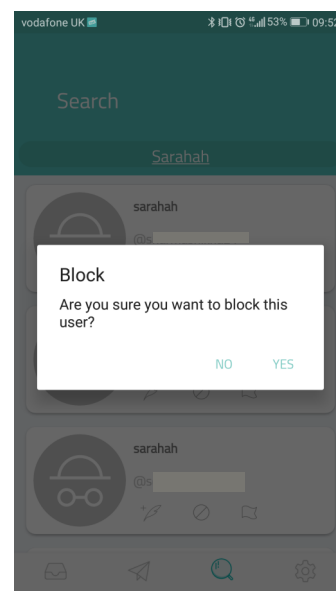 vodafone UK 53% 09:52
Search
Sarahah
sarahah
@s
Block
Are you sure you want to block this
user?
NO YES
sarahah
@s